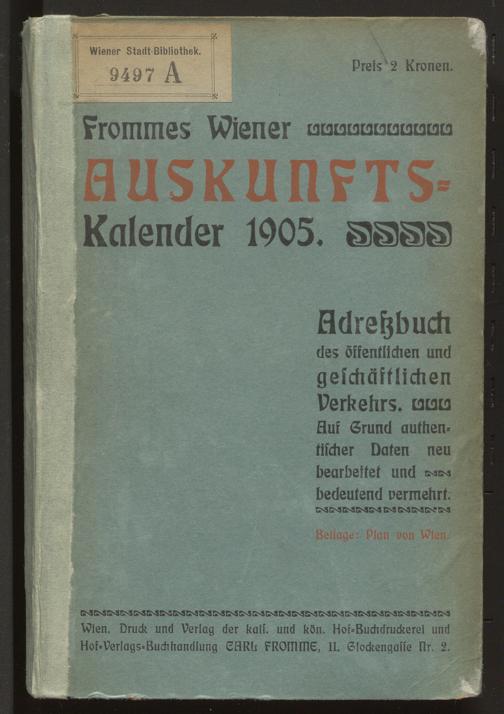 Wiener Stadt-Bibliothek.
9497 A
Preis 2 Kronen.
Frommes Wiener
AUSKUNFTS-
Kalender 1905.
Adreßbuch
des öffentlichen und
geschäftlichen
Verkehrs.
Auf Grund authen-
tischer Daten neu
bearbeitet und
bedeutend vermehrt.
Beilage: Plan von Wien.
Wien. Druck und Verlag der kais. und kön. Hof-Buchdruckerei und
Hof-Verlags-Buchhandlung CARL FROMME, II. Glockengasse Nr. 2.